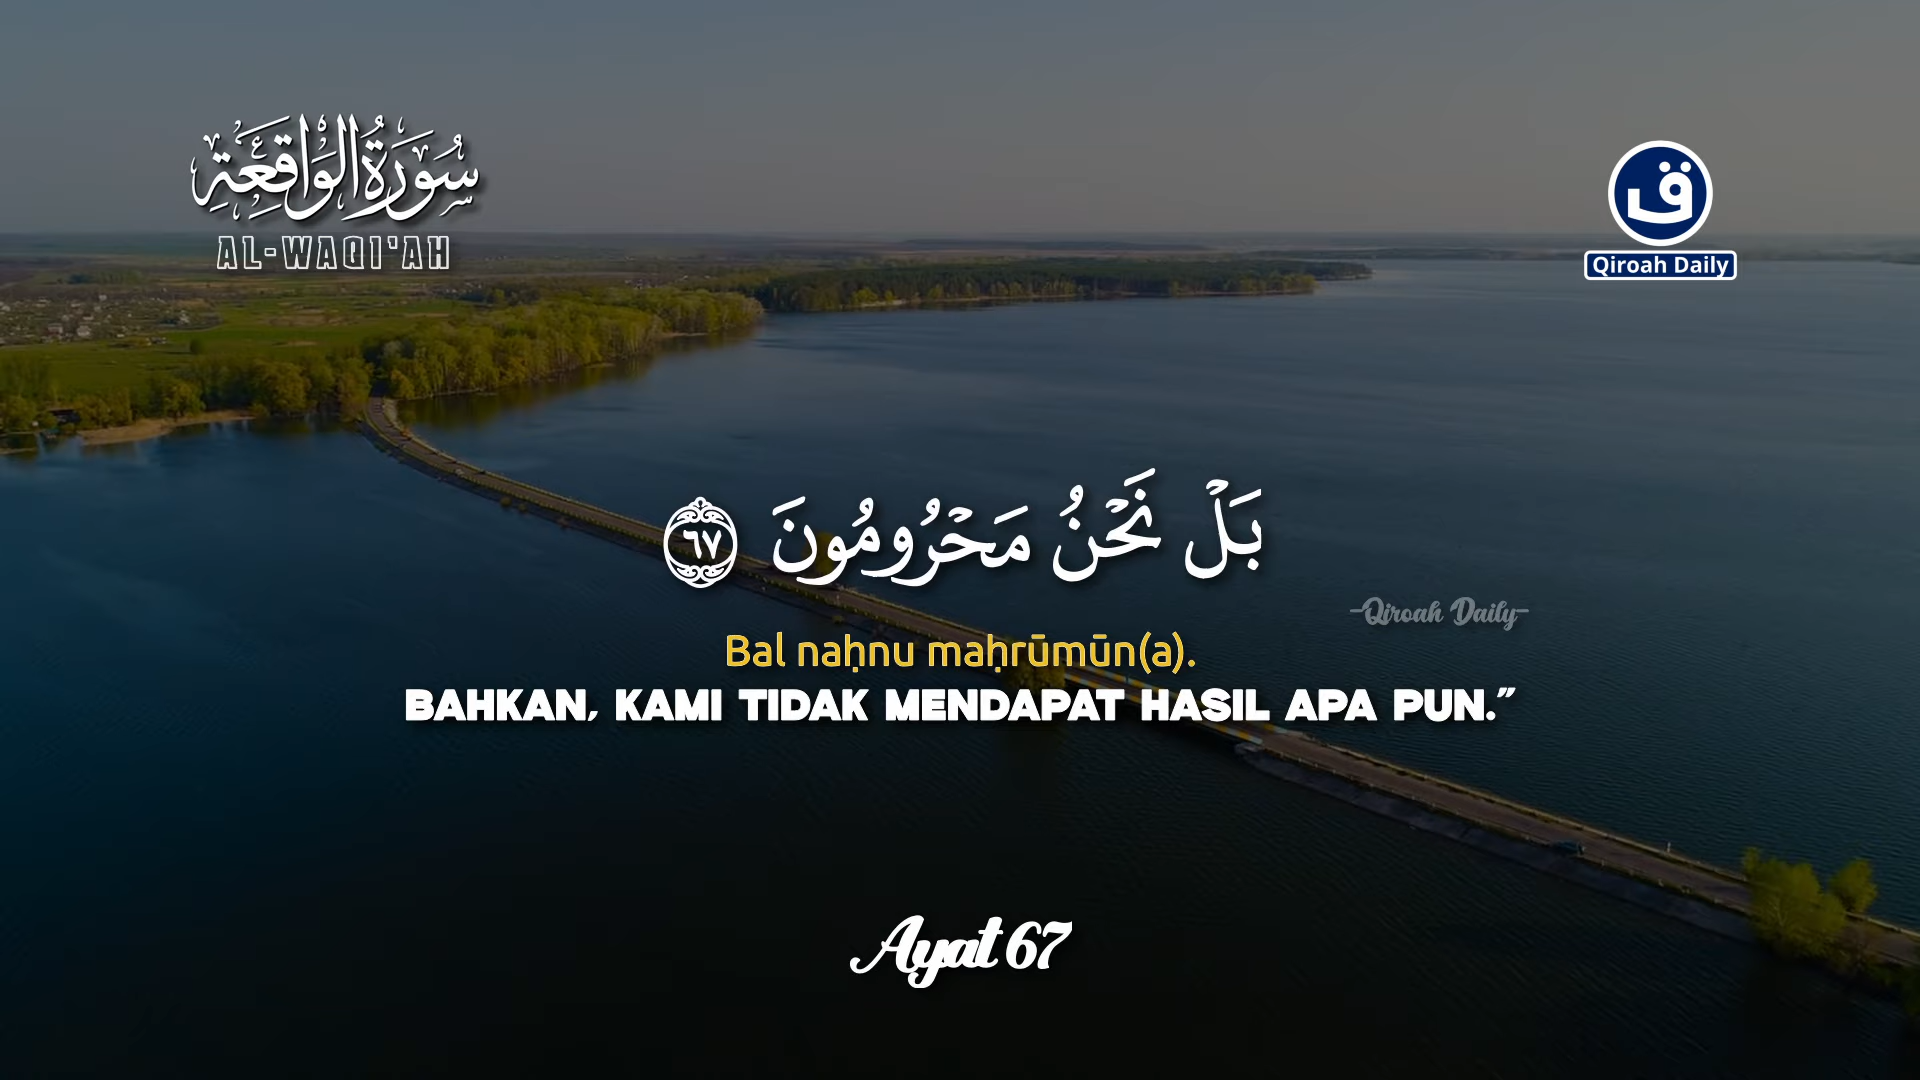 سُورَةُ الْوَاقِعَةِ
AL-WAQI'AH
ق
Qiroah Daily
بَلْ نَحْنُ مَحْرُومُونَ ٦٧
-Qiroah Daily-
Bal naḥnu maḥrūmūn(a).
BAHKAN, KAMI TIDAK MENDAPAT HASIL APA PUN.”
Ayat 67